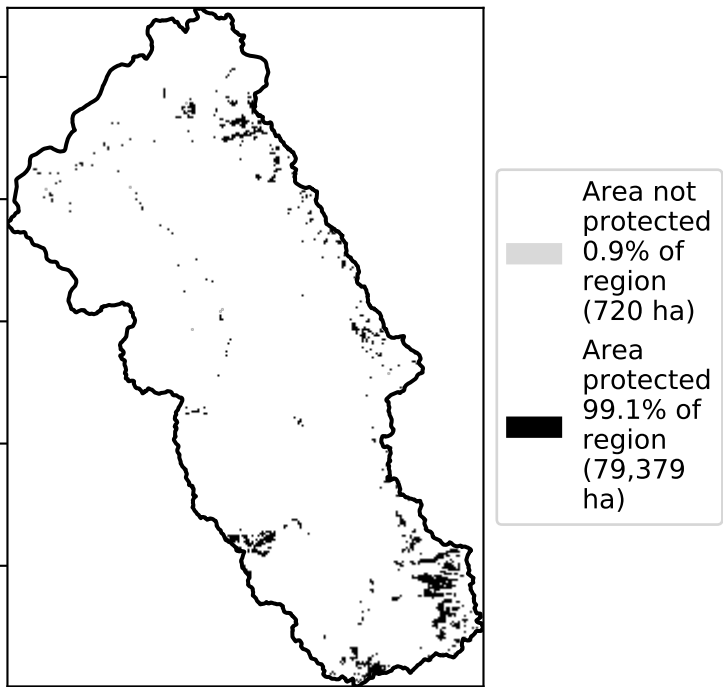 Area not
protected
0.9% of
region
(720 ha)
Area
protected
99.1% of
region
(79,379
ha)